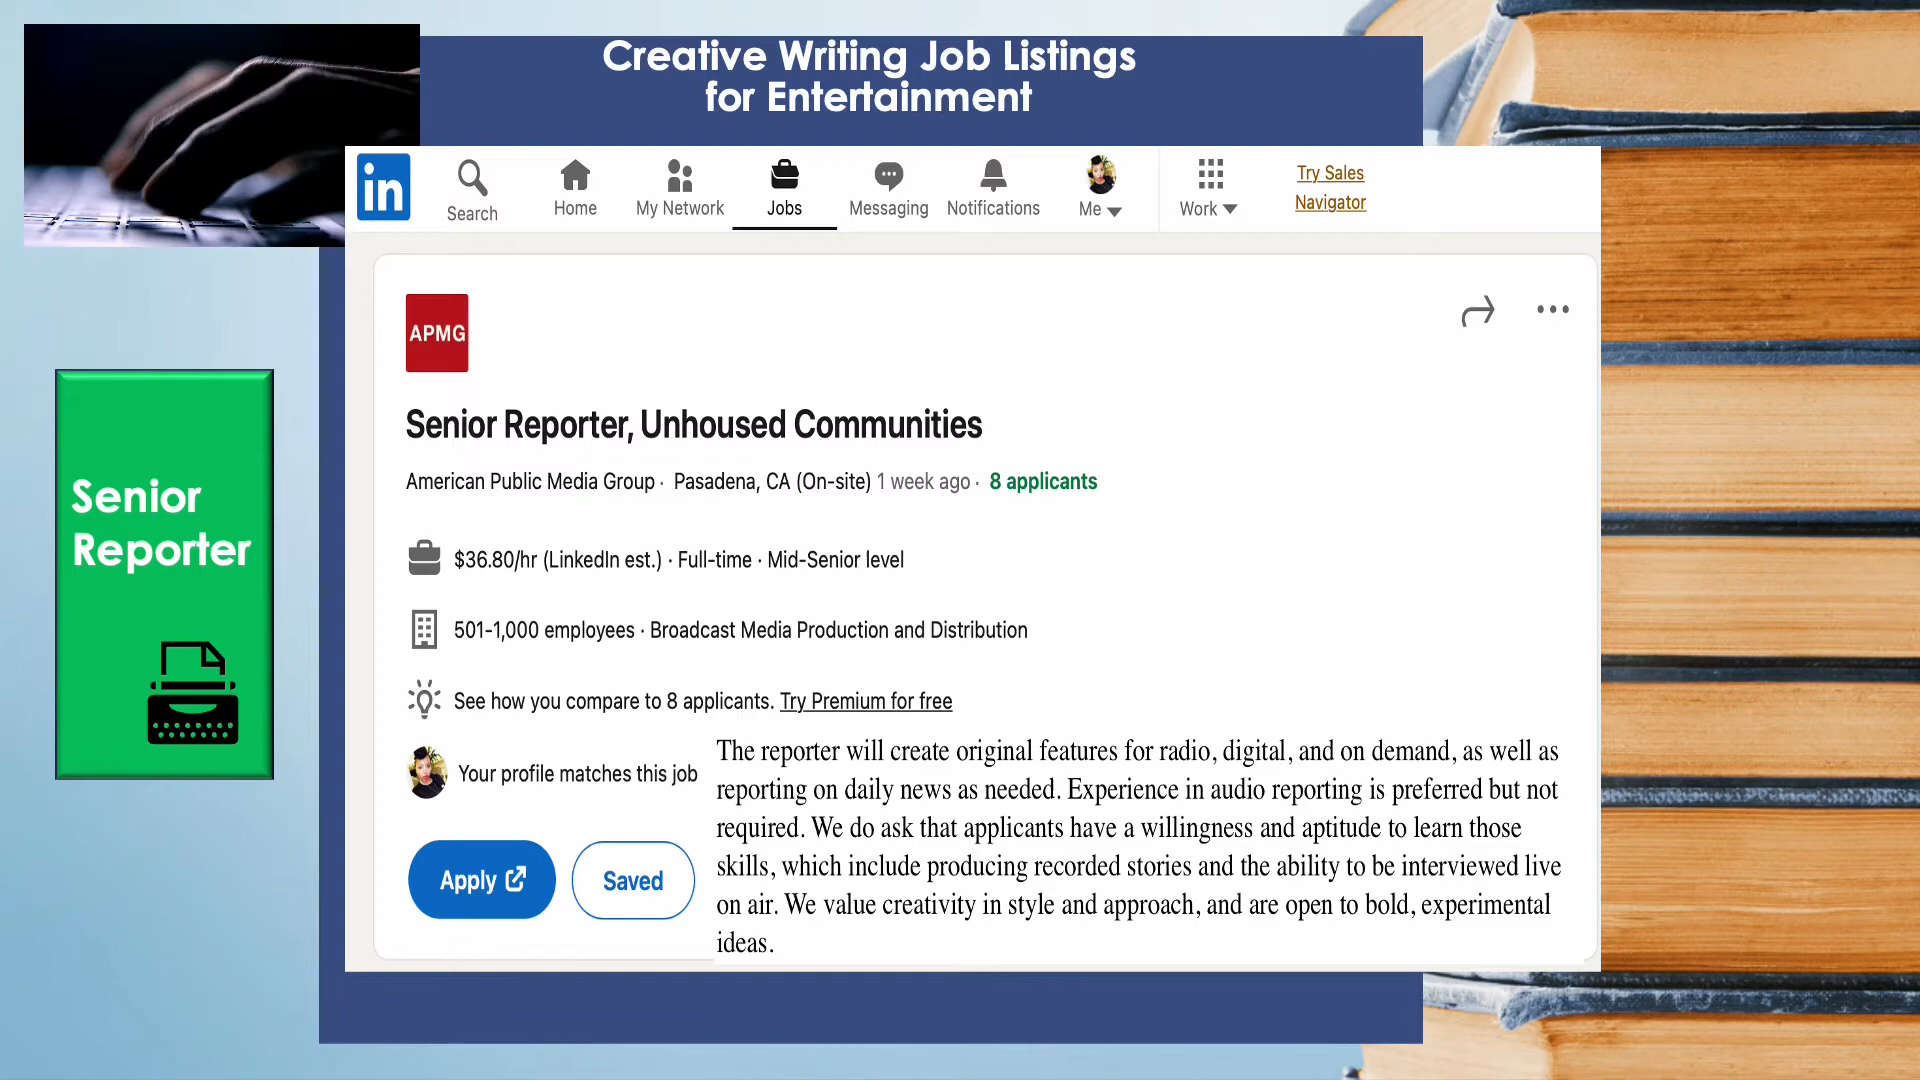 Creative Writing Job Listings
for Entertainment
in
Search
Home
My Network
Jobs
Messaging
Notifications
Me
Work
Try Sales
Navigator
APMG
Senior Reporter, Unhoused Communities
American Public Media Group · Pasadena, CA (On-site) 1 week ago · 8 applicants
$36.80/hr (LinkedIn est.) · Full-time · Mid-Senior level
501-1,000 employees · Broadcast Media Production and Distribution
See how you compare to 8 applicants. Try Premium for free
Your profile matches this job
Apply
Saved
The reporter will create original features for radio, digital, and on demand, as well as
reporting on daily news as needed. Experience in audio reporting is preferred but not
required. We do ask that applicants have a willingness and aptitude to learn those
skills, which include producing recorded stories and the ability to be interviewed live
on air. We value creativity in style and approach, and are open to bold, experimental
ideas.
Senior
Reporter